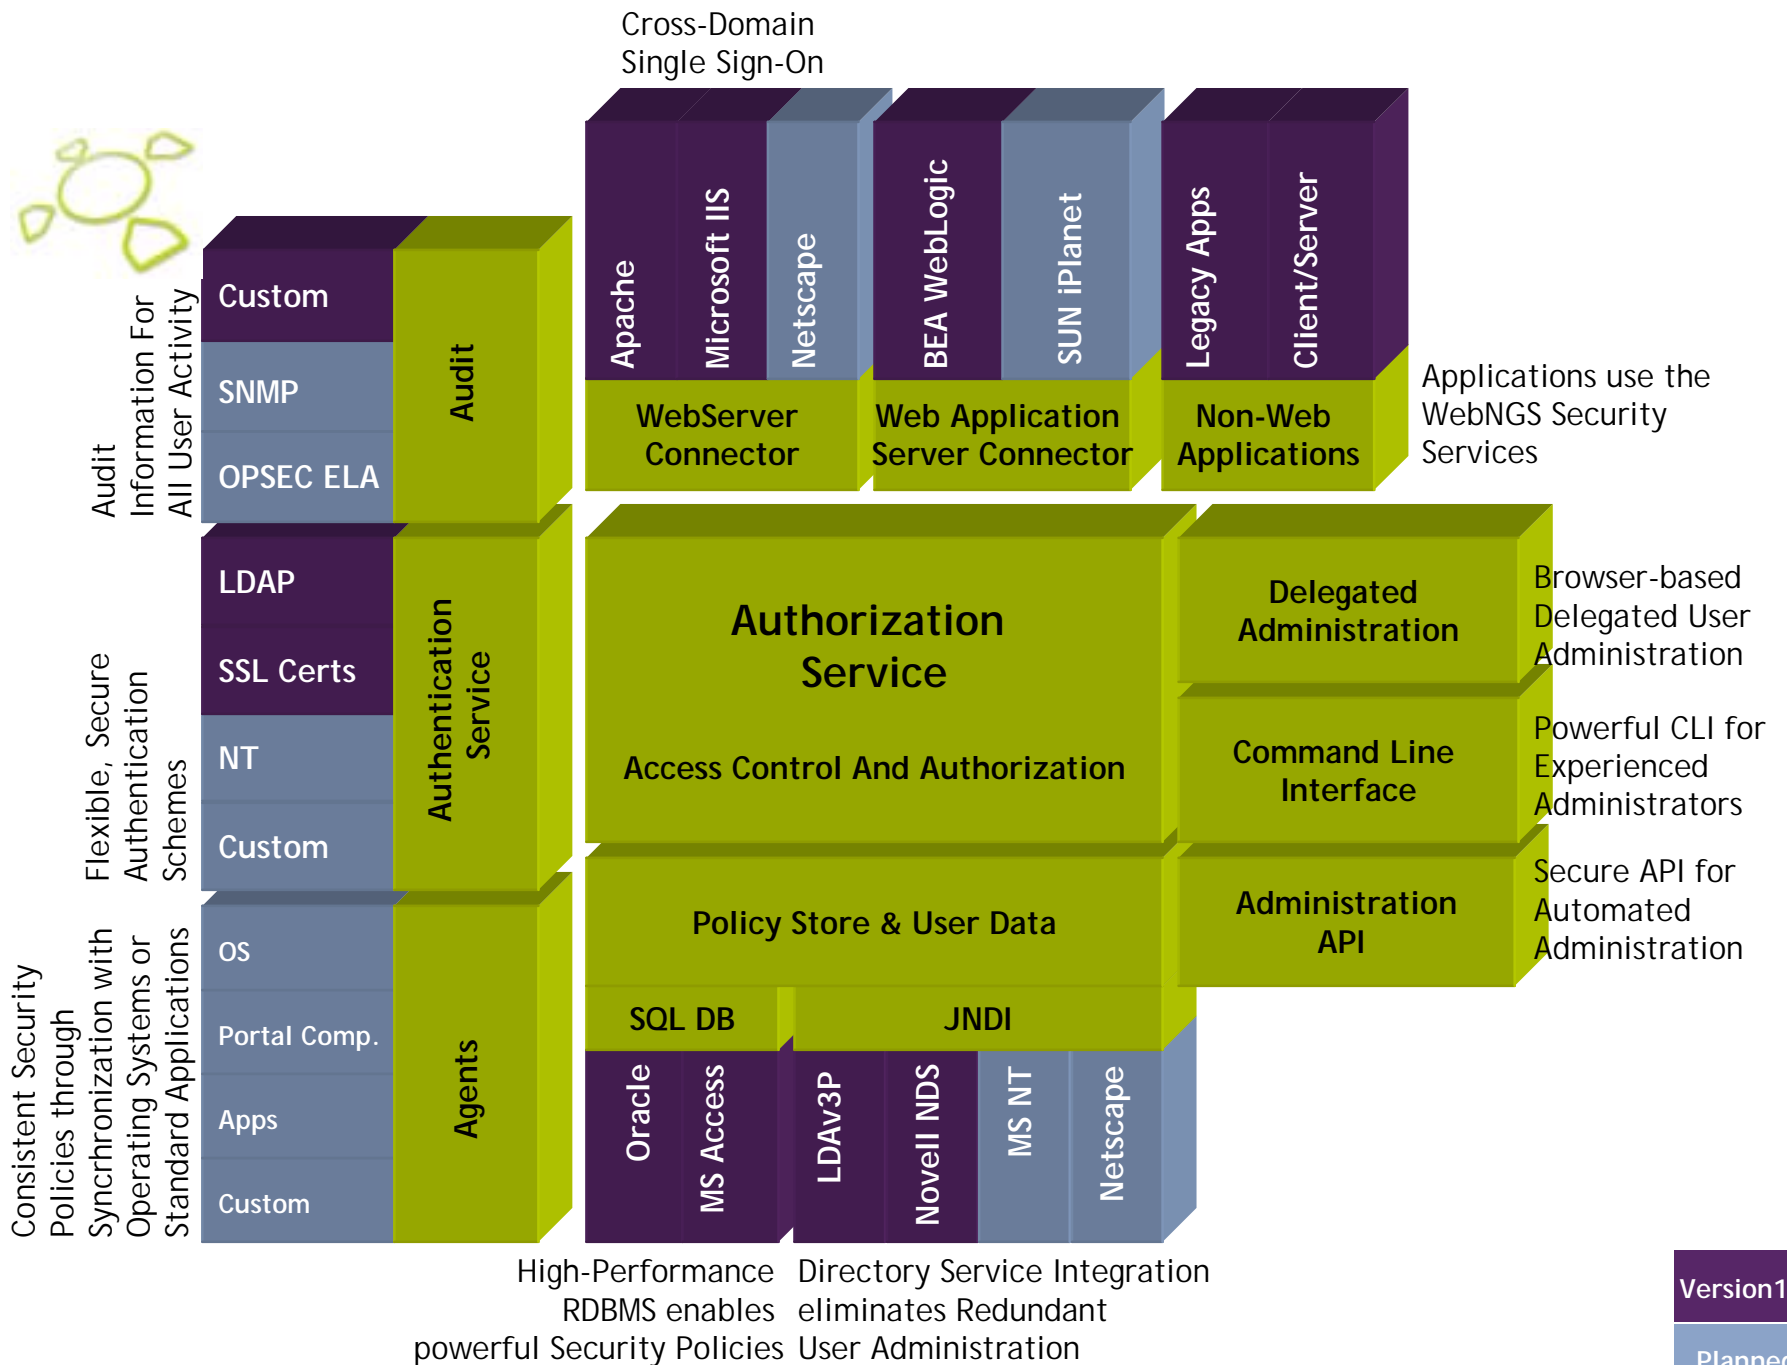 Cross-Domain
Single Sign-On
Apache
Microsoft IIS
Netscape
BEA WebLogic
SUN iPlanet
Legacy Apps
Client/Server
WebServer
Connector
Web Application
Server Connector
Non-Web
Applications
Applications use the
WebNGS Security
Services
Audit
Information For
All User Activity
Custom
SNMP
OPSEC ELA
Audit
Flexible, Secure
Authentication
Schemes
LDAP
SSL Certs
NT
Custom
Authentication
Service
Authorization
Service
Access Control And Authorization
Delegated
Administration
Browser-based
Delegated User
Administration
Command Line
Interface
Powerful CLI for
Experienced
Administrators
Consistent Security
Policies through
Syncrhronization with
Operating Systems or
Standard Applications
OS
Portal Comp.
Apps
Custom
Agents
Policy Store & User Data
Administration
API
Secure API for
Automated
Administration
SQL DB
JNDI
Oracle
MS Access
LDAv3P
Novell NDS
MS NT
Netscape
High-Performance
RDBMS enables
powerful Security Policies
Directory Service Integration
eliminates Redundant
User Administration
Version1
Planned